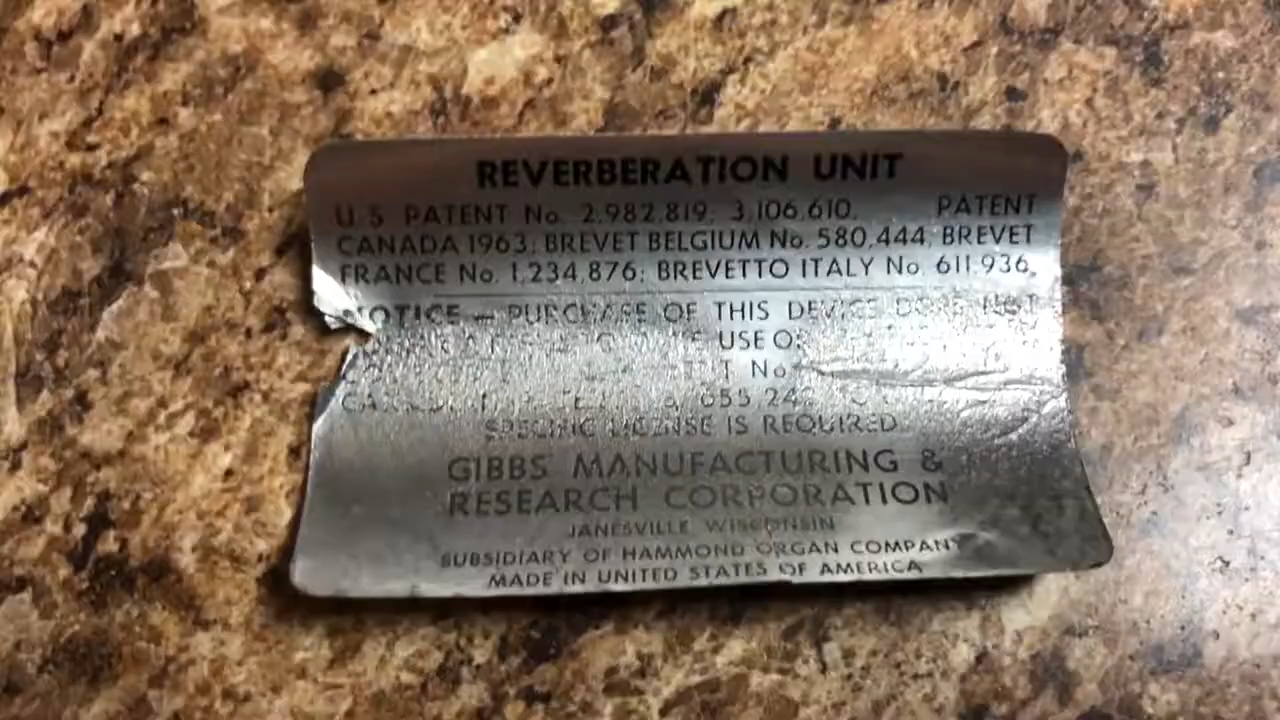 REVERBERATION UNIT
U S PATENT No. 2,982,819; 3,106,610. PATENT
CANADA 1963; BREVET BELGIUM No. 580,444; BREVET
FRANCE No. 1,234,876; BREVETTO ITALY No. 611,936.
NOTICE — PURCHASE OF THIS DEVICE DOES NOT
USE
No.
SPECIFIC LICENSE IS REQUIRED
GIBBS MANUFACTURING &
RESEARCH CORPORATION
JANESVILLE WISCONSIN
SUBSIDIARY OF HAMMOND ORGAN COMPANY
MADE IN UNITED STATES OF AMERICA